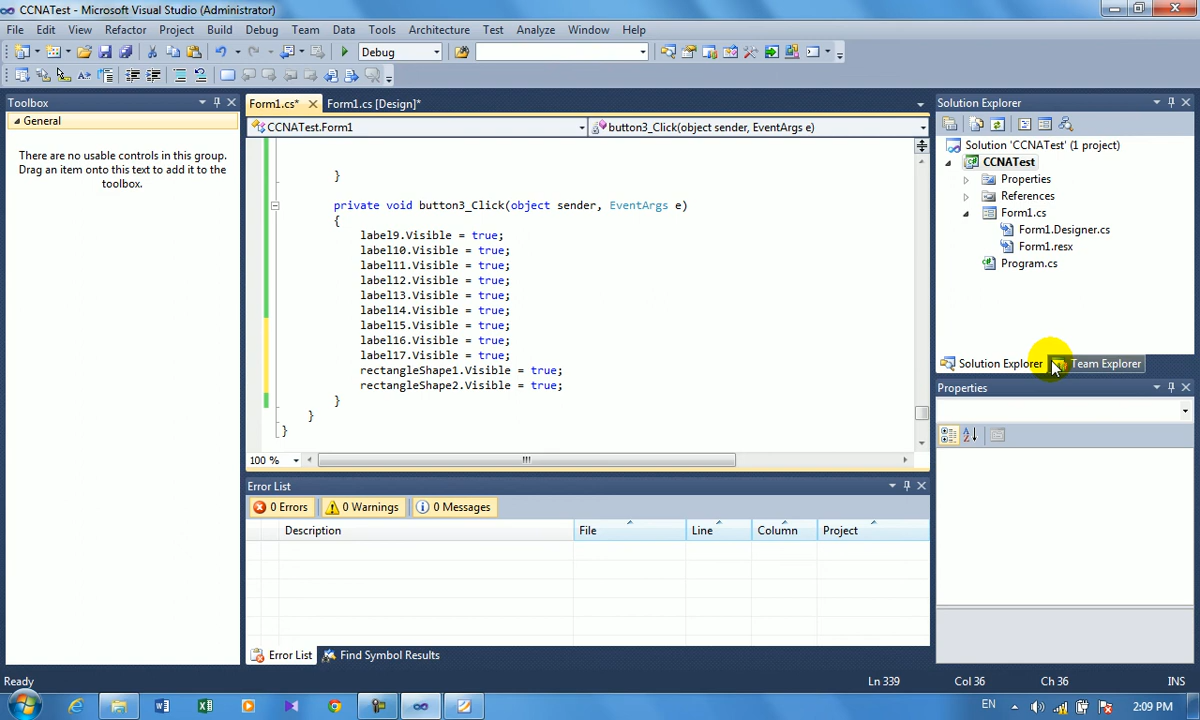 CCNATest - Microsoft Visual Studio (Administrator)
File Edit View Refactor Project Build Debug Team Data Tools Architecture Test Analyze Window Help
Debug
Toolbox
General
There are no usable controls in this group.
Drag an item onto this text to add it to the
toolbox.
Form1.cs* Form1.cs [Design]*
CCNATest.Form1 button3_Click(object sender, EventArgs e)
}
private void button3_Click(object sender, EventArgs e)
{
label9.Visible = true;
label10.Visible = true;
label11.Visible = true;
label12.Visible = true;
label13.Visible = true;
label14.Visible = true;
label15.Visible = true;
label16.Visible = true;
label17.Visible = true;
rectangleShape1.Visible = true;
rectangleShape2.Visible = true;
}
}
}
100 %
Error List
0 Errors 0 Warnings 0 Messages
Description File Line Column Project
Error List Find Symbol Results
Solution Explorer
Solution 'CCNATest' (1 project)
CCNATest
Properties
References
Form1.cs
Form1.Designer.cs
Form1.resx
Program.cs
Solution Explorer Team Explorer
Properties
Ready Ln 339 Col 36 Ch 36 INS
EN 2:09 PM